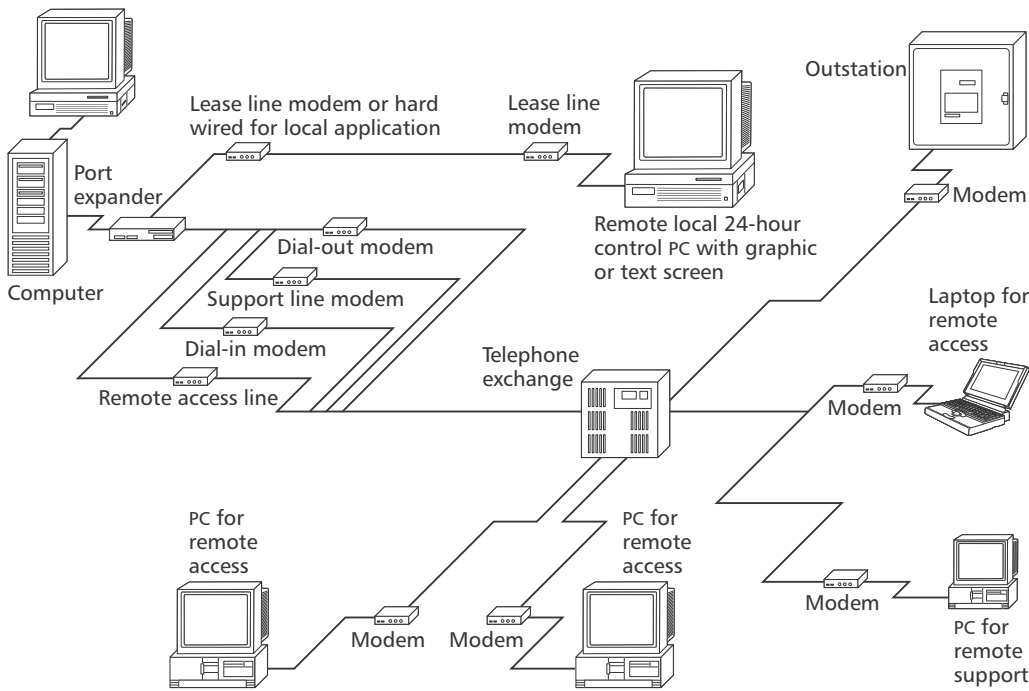 Outstation
Lease line modem or hard
wired for local application
Lease line
modem
Port
expander
Modem
Dial-out modem
Remote local 24-hour
control PC with graphic
or text screen
Computer
Support line modem
Laptop for
remote
access
Dial-in modem
Telephone
exchange
Remote access line
Modem
PC for
remote
access
PC for
remote
access
Modem
Modem
Modem
PC for
remote
support